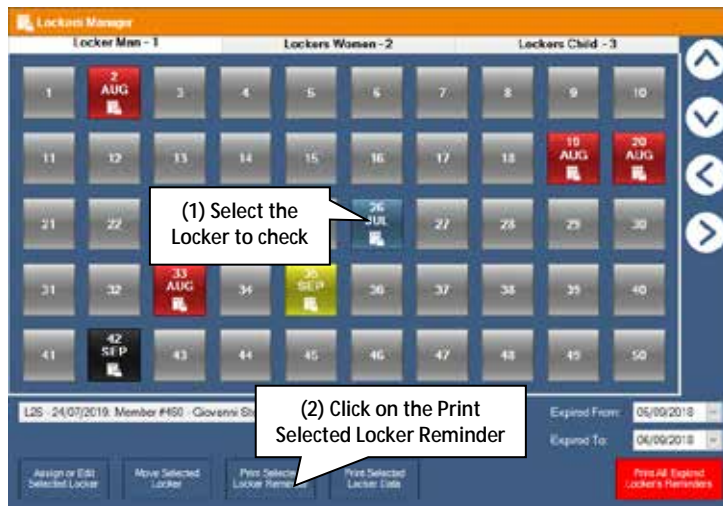 Lockers Manager
Locker Man - 1 Lockers Women - 2 Lockers Child - 3
1 2 AUG 3 4 5 6 7 8 9 10
11 12 13 14 15 16 17 18 19 AUG 20 AUG
21 22 26 JUL 27 28 29 30
(1) Select the
Locker to check
31 32 33 AUG 34 35 SEP 36 37 38 39 40
41 42 SEP 43 44 45 46 47 48 49 50
24/07/2019. Member #460 - Giovanni
(2) Click on the Print
Selected Locker Reminder
Expired From: 06/09/2018
Expired To: 06/09/2018
Assign or Edit
Selected Locker
Move Selected
Locker
Print Selected
Locker
Print Selected
Locker Data
Print All Expired
Locker's Reminders